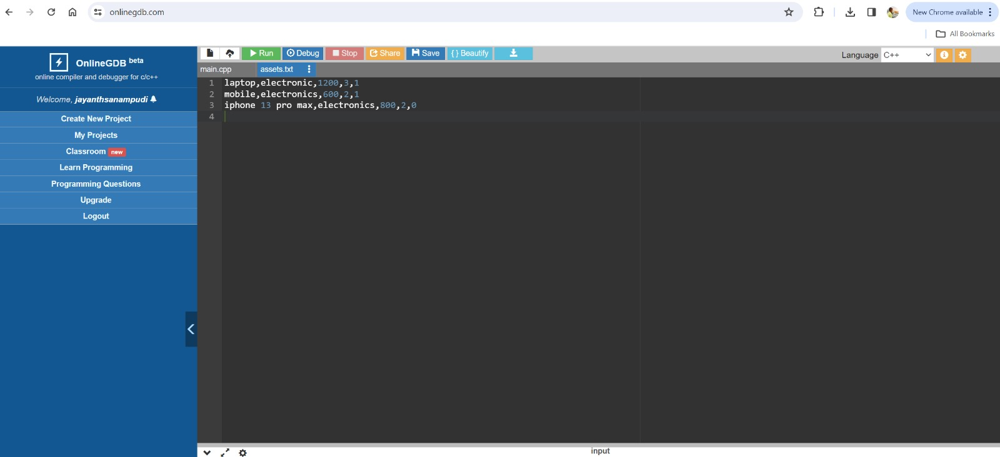 onlinegdb.com
New Chrome available
All Bookmarks
OnlineGDB beta
online compiler and debugger for c/c++
Welcome, jayanthsanampudi
Create New Project
My Projects
Classroom new
Learn Programming
Programming Questions
Upgrade
Logout
Run Debug Stop Share Save { } Beautify
Language C++
main.cpp assets.txt
1 laptop,electronic,1200,3,1
2 mobile,electronics,600,2,1
3 iphone 13 pro max,electronics,800,2,0
4
input